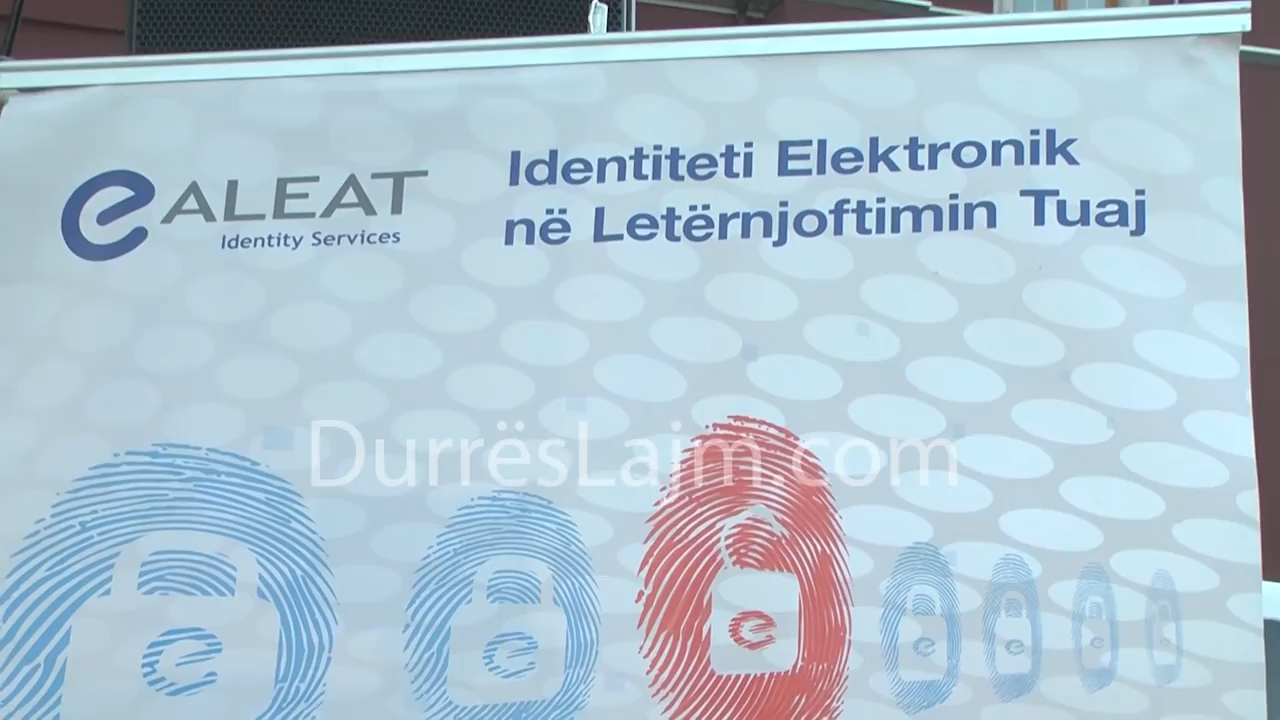 e ALEAT
Identity Services
Identiteti Elektronik
në Letërnjoftimin Tuaj
DurrësLajm.com
e
e
e
e
e
e